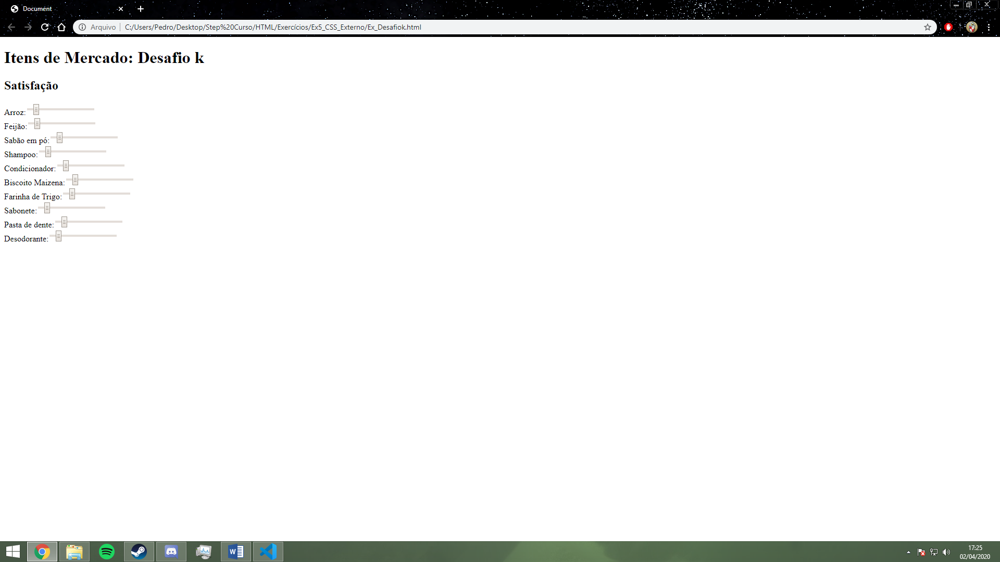 Document
Arquivo | C:/Users/Pedro/Desktop/Step%20Curso/HTML/Exercícios/Ex5_CSS_Externo/Ex_Desafiok.html
Itens de Mercado: Desafio k
Satisfação
Arroz:
Feijão:
Sabão em pó:
Shampoo:
Condicionador:
Biscoito Maizena:
Farinha de Trigo:
Sabonete:
Pasta de dente:
Desodorante:
17:25
02/04/2020